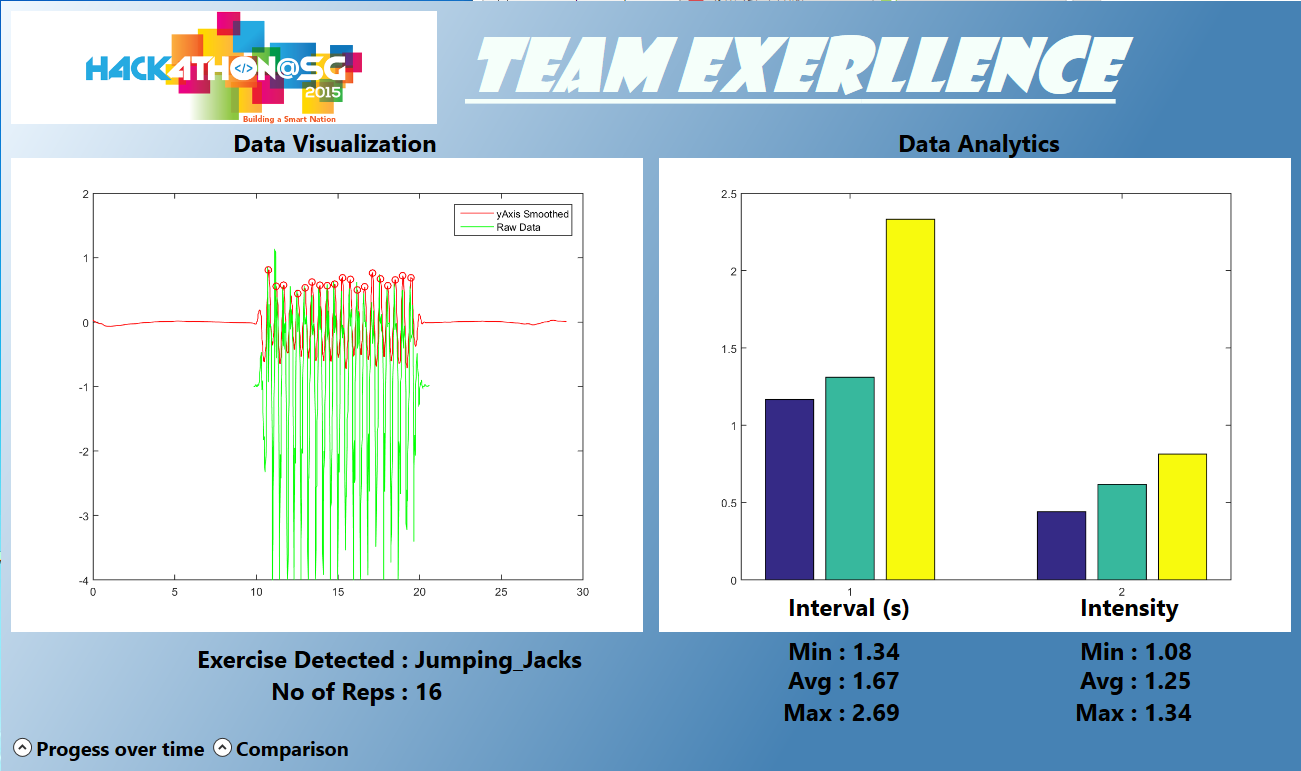 HACK4THON@SG
</>
2015
Building a Smart Nation
TEAM EXERLLENCE
Data Visualization
2
1
0
-1
-2
-3
-4
0 5 10 15 20 25 30
yAxis Smoothed
Raw Data
Exercise Detected : Jumping_Jacks
No of Reps : 16
Data Analytics
2.5
2
1.5
1
0.5
0
1 2
Interval (s) Intensity
Min : 1.34 Min : 1.08
Avg : 1.67 Avg : 1.25
Max : 2.69 Max : 1.34
Progess over time Comparison